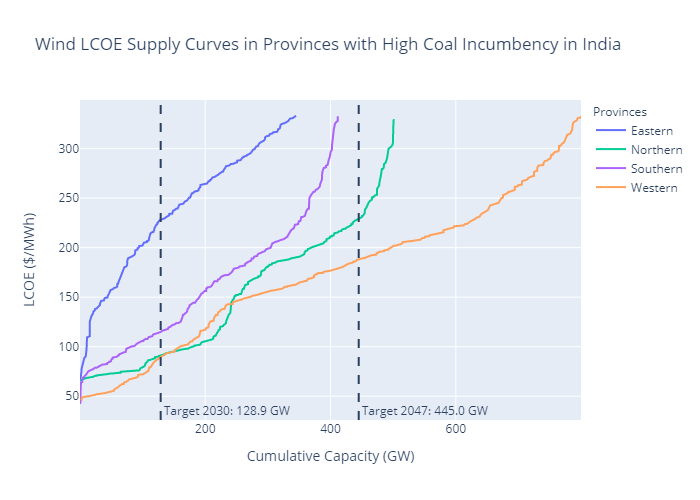 Wind LCOE Supply Curves in Provinces with High Coal Incumbency in India
Provinces
Eastern
Northern
Southern
Western
LCOE ($/MWh)
300
250
200
150
100
50
Target 2030: 128.9 GW
Target 2047: 445.0 GW
200
400
600
Cumulative Capacity (GW)